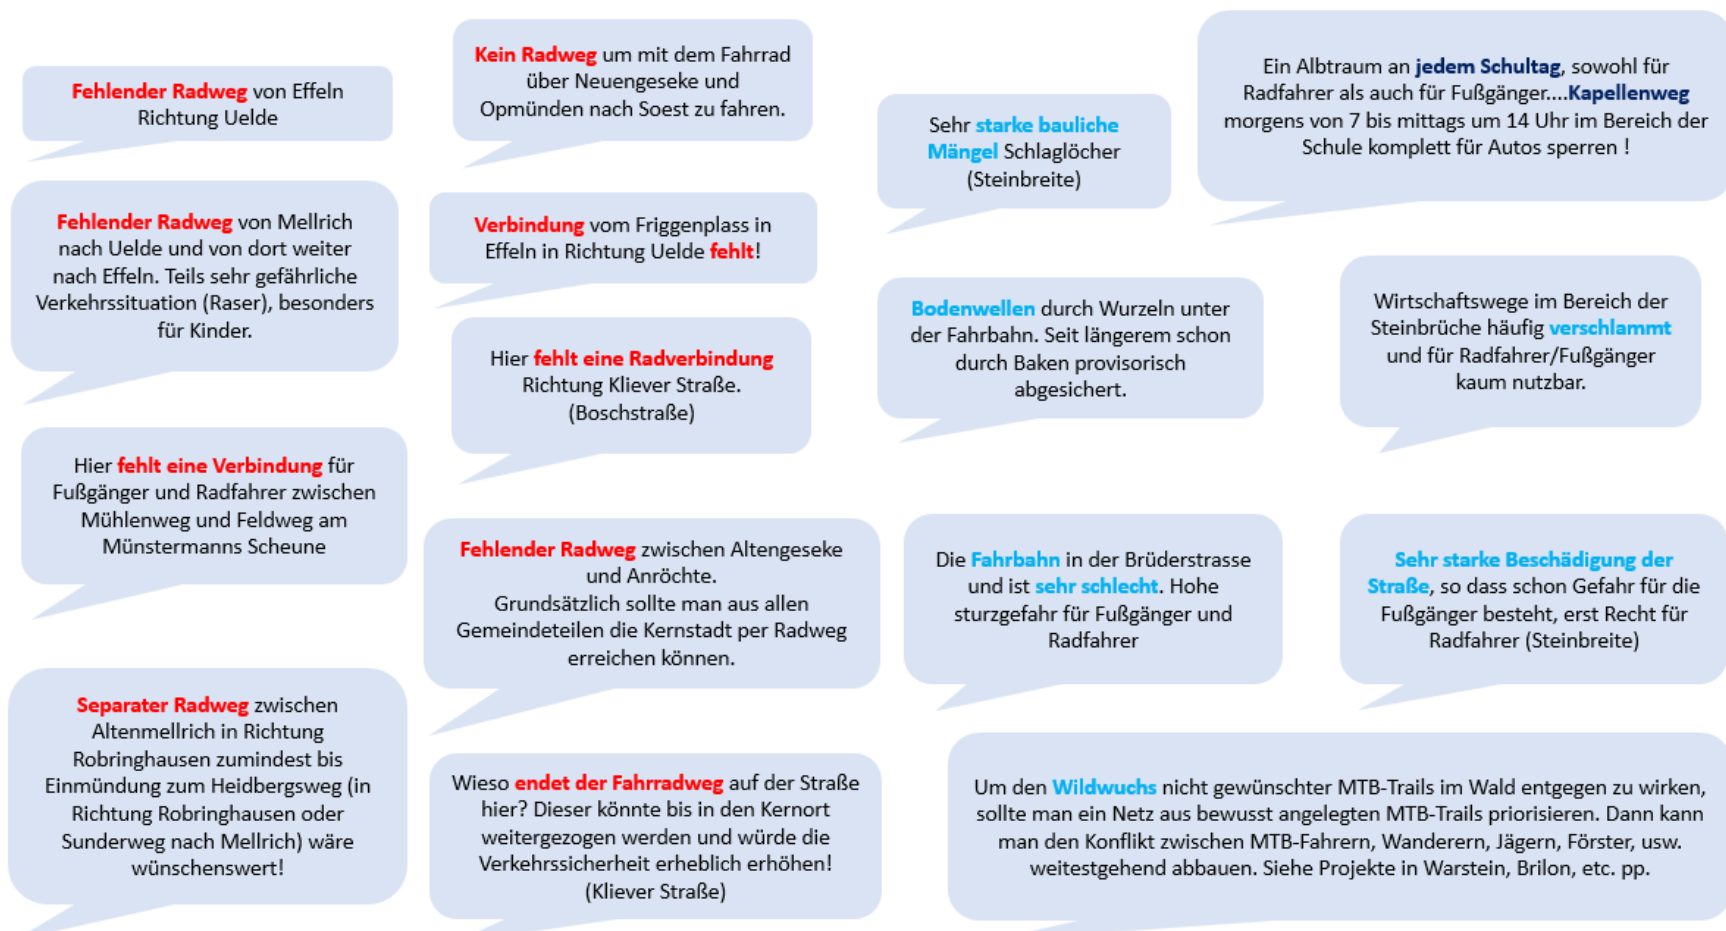 Fehlender Radweg von Effeln
Richtung Uelde
Fehlender Radweg von Mellrich
nach Uelde und von dort weiter
nach Effeln. Teils sehr gefährliche
Verkehrssituation (Raser), besonders
für Kinder.
Hier fehlt eine Verbindung für
Fußgänger und Radfahrer zwischen
Mühlenweg und Feldweg am
Münstermanns Scheune
Separater Radweg zwischen
Altenmellrich in Richtung
Robringhausen zumindest bis
Einmündung zum Heidbergsweg (in
Richtung Robringhausen oder
Sunderweg nach Mellrich) wäre
wünschenswert!
Kein Radweg um mit dem Fahrrad
über Neuengeseke und
Opmünden nach Soest zu fahren.
Verbindung vom Friggenplass in
Effeln in Richtung Uelde fehlt!
Hier fehlt eine Radverbindung
Richtung Kliever Straße.
(Boschstraße)
Fehlender Radweg zwischen Altengeseke
und Anröchte.
Grundsätzlich sollte man aus allen
Gemeindeteilen die Kernstadt per Radweg
erreichen können.
Wieso endet der Fahrradweg auf der Straße
hier? Dieser könnte bis in den Kernort
weitergezogen werden und würde die
Verkehrssicherheit erheblich erhöhen!
(Kliever Straße)
Sehr starke bauliche
Mängel Schlaglöcher
(Steinbreite)
Ein Albtraum an jedem Schultag, sowohl für
Radfahrer als auch für Fußgänger....Kapellenweg
morgens von 7 bis mittags um 14 Uhr im Bereich der
Schule komplett für Autos sperren !
Bodenwellen durch Wurzeln unter
der Fahrbahn. Seit längerem schon
durch Baken provisorisch
abgesichert.
Wirtschaftswege im Bereich der
Steinbrüche häufig verschlammt
und für Radfahrer/Fußgänger
kaum nutzbar.
Die Fahrbahn in der Brüderstrasse
und ist sehr schlecht. Hohe
sturzgefahr für Fußgänger und
Radfahrer
Sehr starke Beschädigung der
Straße, so dass schon Gefahr für die
Fußgänger besteht, erst Recht für
Radfahrer (Steinbreite)
Um den Wildwuchs nicht gewünschter MTB-Trails im Wald entgegen zu wirken,
sollte man ein Netz aus bewusst angelegten MTB-Trails priorisieren. Dann kann
man den Konflikt zwischen MTB-Fahrern, Wanderern, Jägern, Förster, usw.
weitestgehend abbauen. Siehe Projekte in Warstein, Brilon, etc. pp.